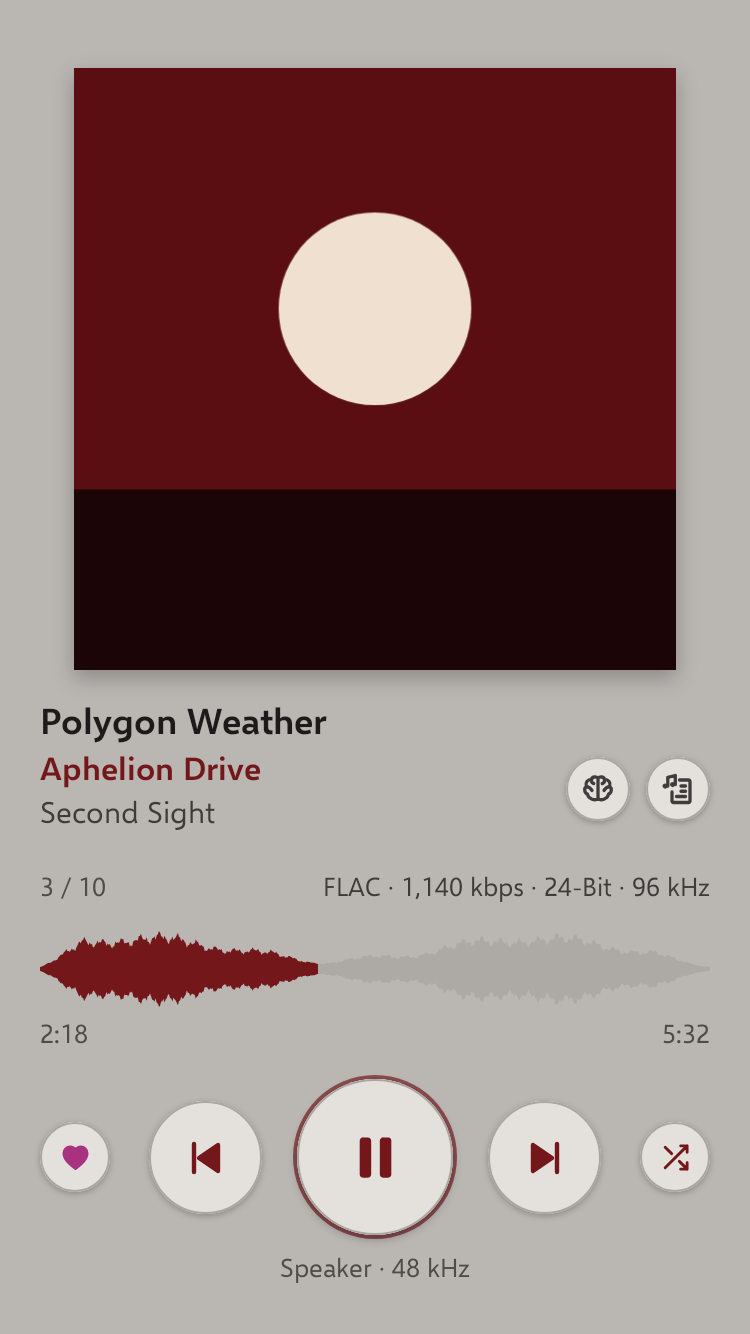 Polygon Weather
Aphelion Drive
Second Sight
3 / 10
FLAC · 1,140 kbps · 24-Bit · 96 kHz
2:18
5:32
Speaker · 48 kHz